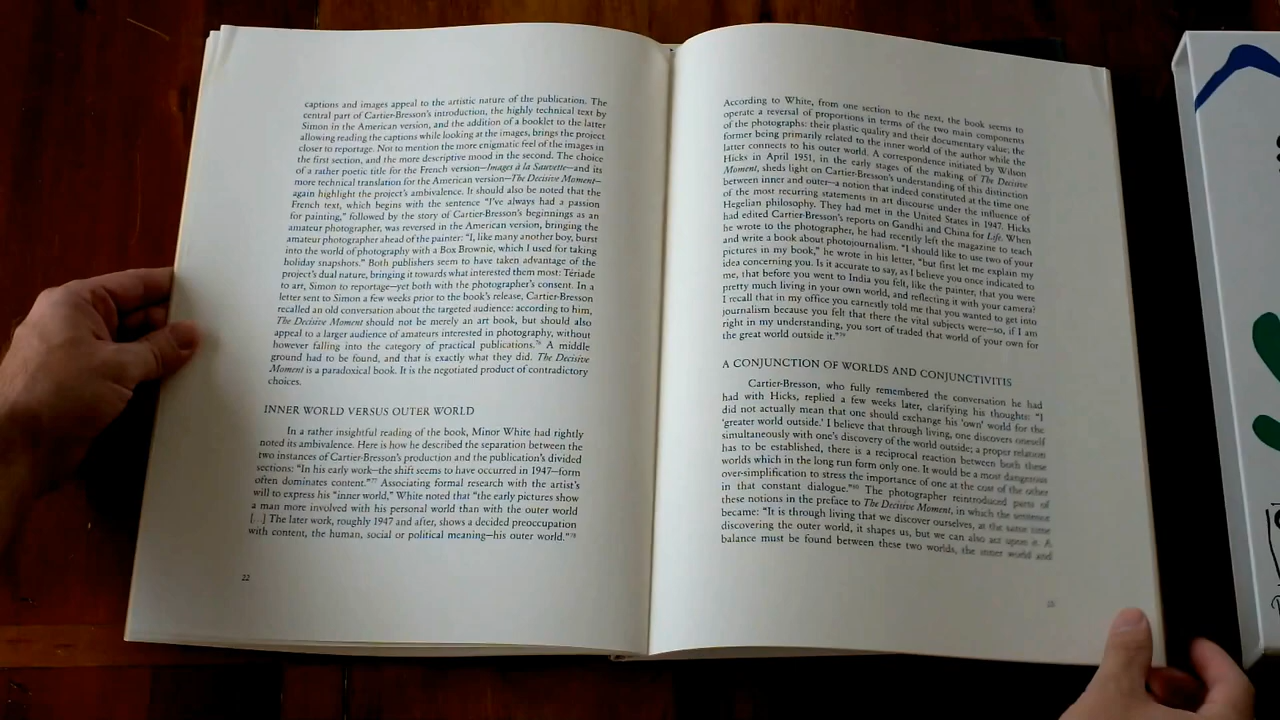 captions and images appeal to the artistic nature of the publication. The
central part of Cartier-Bresson's introduction, the highly technical text by
Simon in the American version, and the addition of a booklet to the latter
allowing reading the captions while looking at the images, brings the project
closer to reportage. Not to mention the more enigmatic feel of the images in
the first section, and the more descriptive mood in the second. The choice
of a rather poetic title for the French version—Images à la Sauvette—and its
more technical translation for the American version—The Decisive Moment—
again highlight the project's ambivalence. It should also be noted that the
French text, which begins with the sentence "I've always had a passion
for painting," followed by the story of Cartier-Bresson's beginnings as an
amateur photographer, was reversed in the American version, bringing the
amateur photographer ahead of the painter: "I, like many another boy, burst
into the world of photography with a Box Brownie, which I used for taking
holiday snapshots." Both publishers seem to have taken advantage of the
project's dual nature, bringing it towards what interested them most: Tériade
to art, Simon to reportage—yet both with the photographer's consent. In a
letter sent to Simon a few weeks prior to the book's release, Cartier-Bresson
recalled an old conversation about the targeted audience: according to him,
The Decisive Moment should not be merely an art book, but should also
appeal to a larger audience of amateurs interested in photography, without
however falling into the category of practical publications.⁷⁶ A middle
ground had to be found, and that is exactly what they did. The Decisive
Moment is a paradoxical book. It is the negotiated product of contradictory
choices.
INNER WORLD VERSUS OUTER WORLD
In a rather insightful reading of the book, Minor White had rightly
noted its ambivalence. Here is how he described the separation between the
two instances of Cartier-Bresson's production and the publication's divided
sections: "In his early work—the shift seems to have occurred in 1947—form
often dominates content."⁷⁷ Associating formal research with the artist's
will to express his "inner world," White noted that "the early pictures show
a man more involved with his personal world than with the outer world
[...] The later work, roughly 1947 and after, shows a decided preoccupation
with content, the human, social or political meaning—his outer world."⁷⁸
22
According to White, from one section to the next, the book seems to
operate a reversal of proportions in terms of the two main components
of the photographs: their plastic quality and their documentary value; the
former being primarily related to the inner world of the author while the
latter connects to his outer world. A correspondence initiated by Wilson
Hicks in April 1951, in the early stages of the making of The Decisive
Moment, sheds light on Cartier-Bresson's understanding of this distinction
between inner and outer—a notion that indeed constituted at the time one
of the most recurring statements in art discourse under the influence of
Hegelian philosophy. They had met in the United States in 1947. Hicks
had edited Cartier-Bresson's reports on Gandhi and China for Life. When
he wrote to the photographer, he had recently left the magazine to teach
and write a book about photojournalism. "I should like to use two of your
pictures in my book," he wrote in his letter, "but first let me explain my
idea concerning you. Is it accurate to say, as I believe you once indicated to
me, that before you went to India you felt, like the painter, that you were
pretty much living in your own world, and reflecting it with your camera?
I recall that in my office you earnestly told me that you wanted to get into
journalism because you felt that there the vital subjects were—so, if I am
right in my understanding, you sort of traded that world of your own for
the great world outside it."⁷⁹
A CONJUNCTION OF WORLDS AND CONJUNCTIVITIS
Cartier-Bresson, who fully remembered the conversation he had
had with Hicks, replied a few weeks later, clarifying his thoughts: "I
did not actually mean that one should exchange his 'own' world for the
'greater world outside.' I believe that through living, one discovers oneself
simultaneously with one's discovery of the world outside; a proper relation
has to be established, there is a reciprocal reaction between both these
worlds which in the long run form only one. It would be a most dangerous
over-simplification to stress the importance of one at the cost of the other
in that constant dialogue."⁸⁰ The photographer reintroduced parts of
these notions in the preface to The Decisive Moment, in which the sentence
became: "It is through living that we discover ourselves, at the same time
discovering the outer world, it shapes us, but we can also act upon it. A
balance must be found between these two worlds, the inner world and